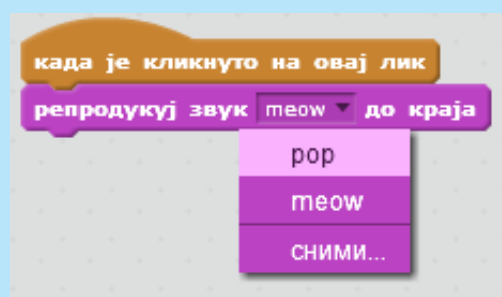 када је кликнуто на овај лик
репродукуј звук meow до краја
pop
meow
сними...